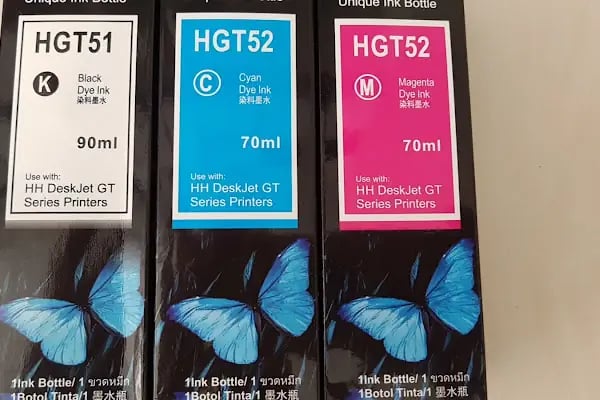 Unique Ink Bottle
HGT51
K
Black
Dye Ink
染料墨水
90ml
Use with:
HH DeskJet GT
Series Printers
1Ink Bottle/ 1 ขวดหมึก
1Botol Tinta/1 墨水瓶
Ink Bottle
HGT52
C
Cyan
Dye Ink
染料墨水
70ml
Use with:
HH DeskJet GT
Series Printers
1Ink Bottle/ 1 ขวดหมึก
1Botol Tinta/1 墨水瓶
Unique Ink Bottle
HGT52
M
Magenta
Dye Ink
染料墨水
70ml
Use with:
HH DeskJet GT
Series Printers
1Ink Bottle/ 1 ขวดหมึก
1Botol Tinta/1 墨水瓶